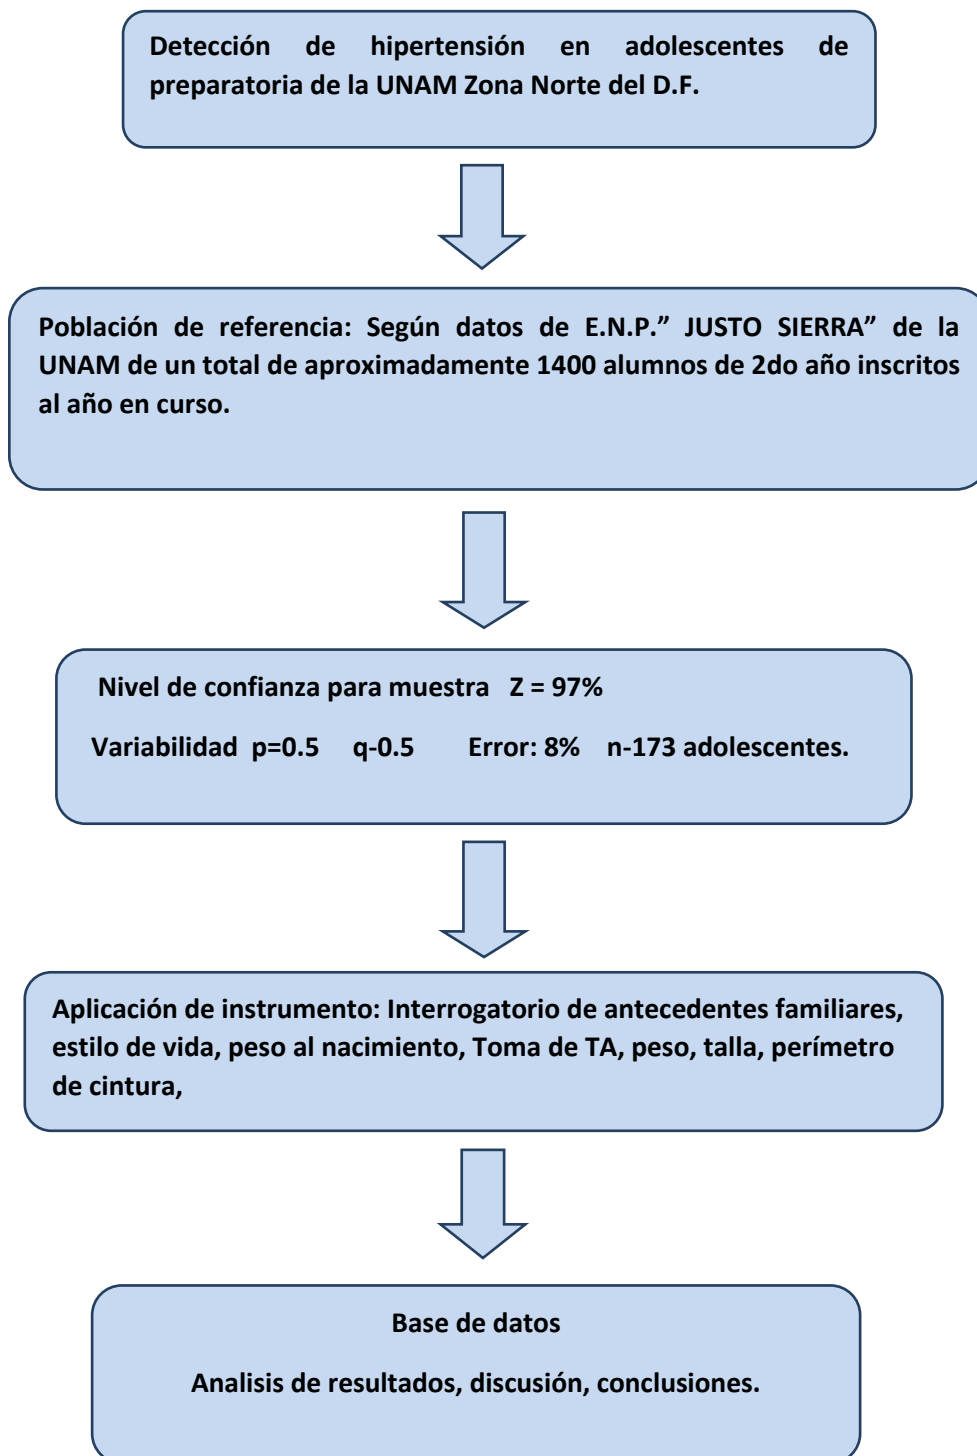 Detección de hipertensión en adolescentes de
preparatoria de la UNAM Zona Norte del D.F.
Población de referencia: Según datos de E.N.P.” JUSTO SIERRA” de la
UNAM de un total de aproximadamente 1400 alumnos de 2do año inscritos
al año en curso.
Nivel de confianza para muestra Z = 97%
Variabilidad p=0.5 q-0.5 Error: 8% n-173 adolescentes.
Aplicación de instrumento: Interrogatorio de antecedentes familiares,
estilo de vida, peso al nacimiento, Toma de TA, peso, talla, perímetro
de cintura,
Base de datos
Analisis de resultados, discusión, conclusiones.